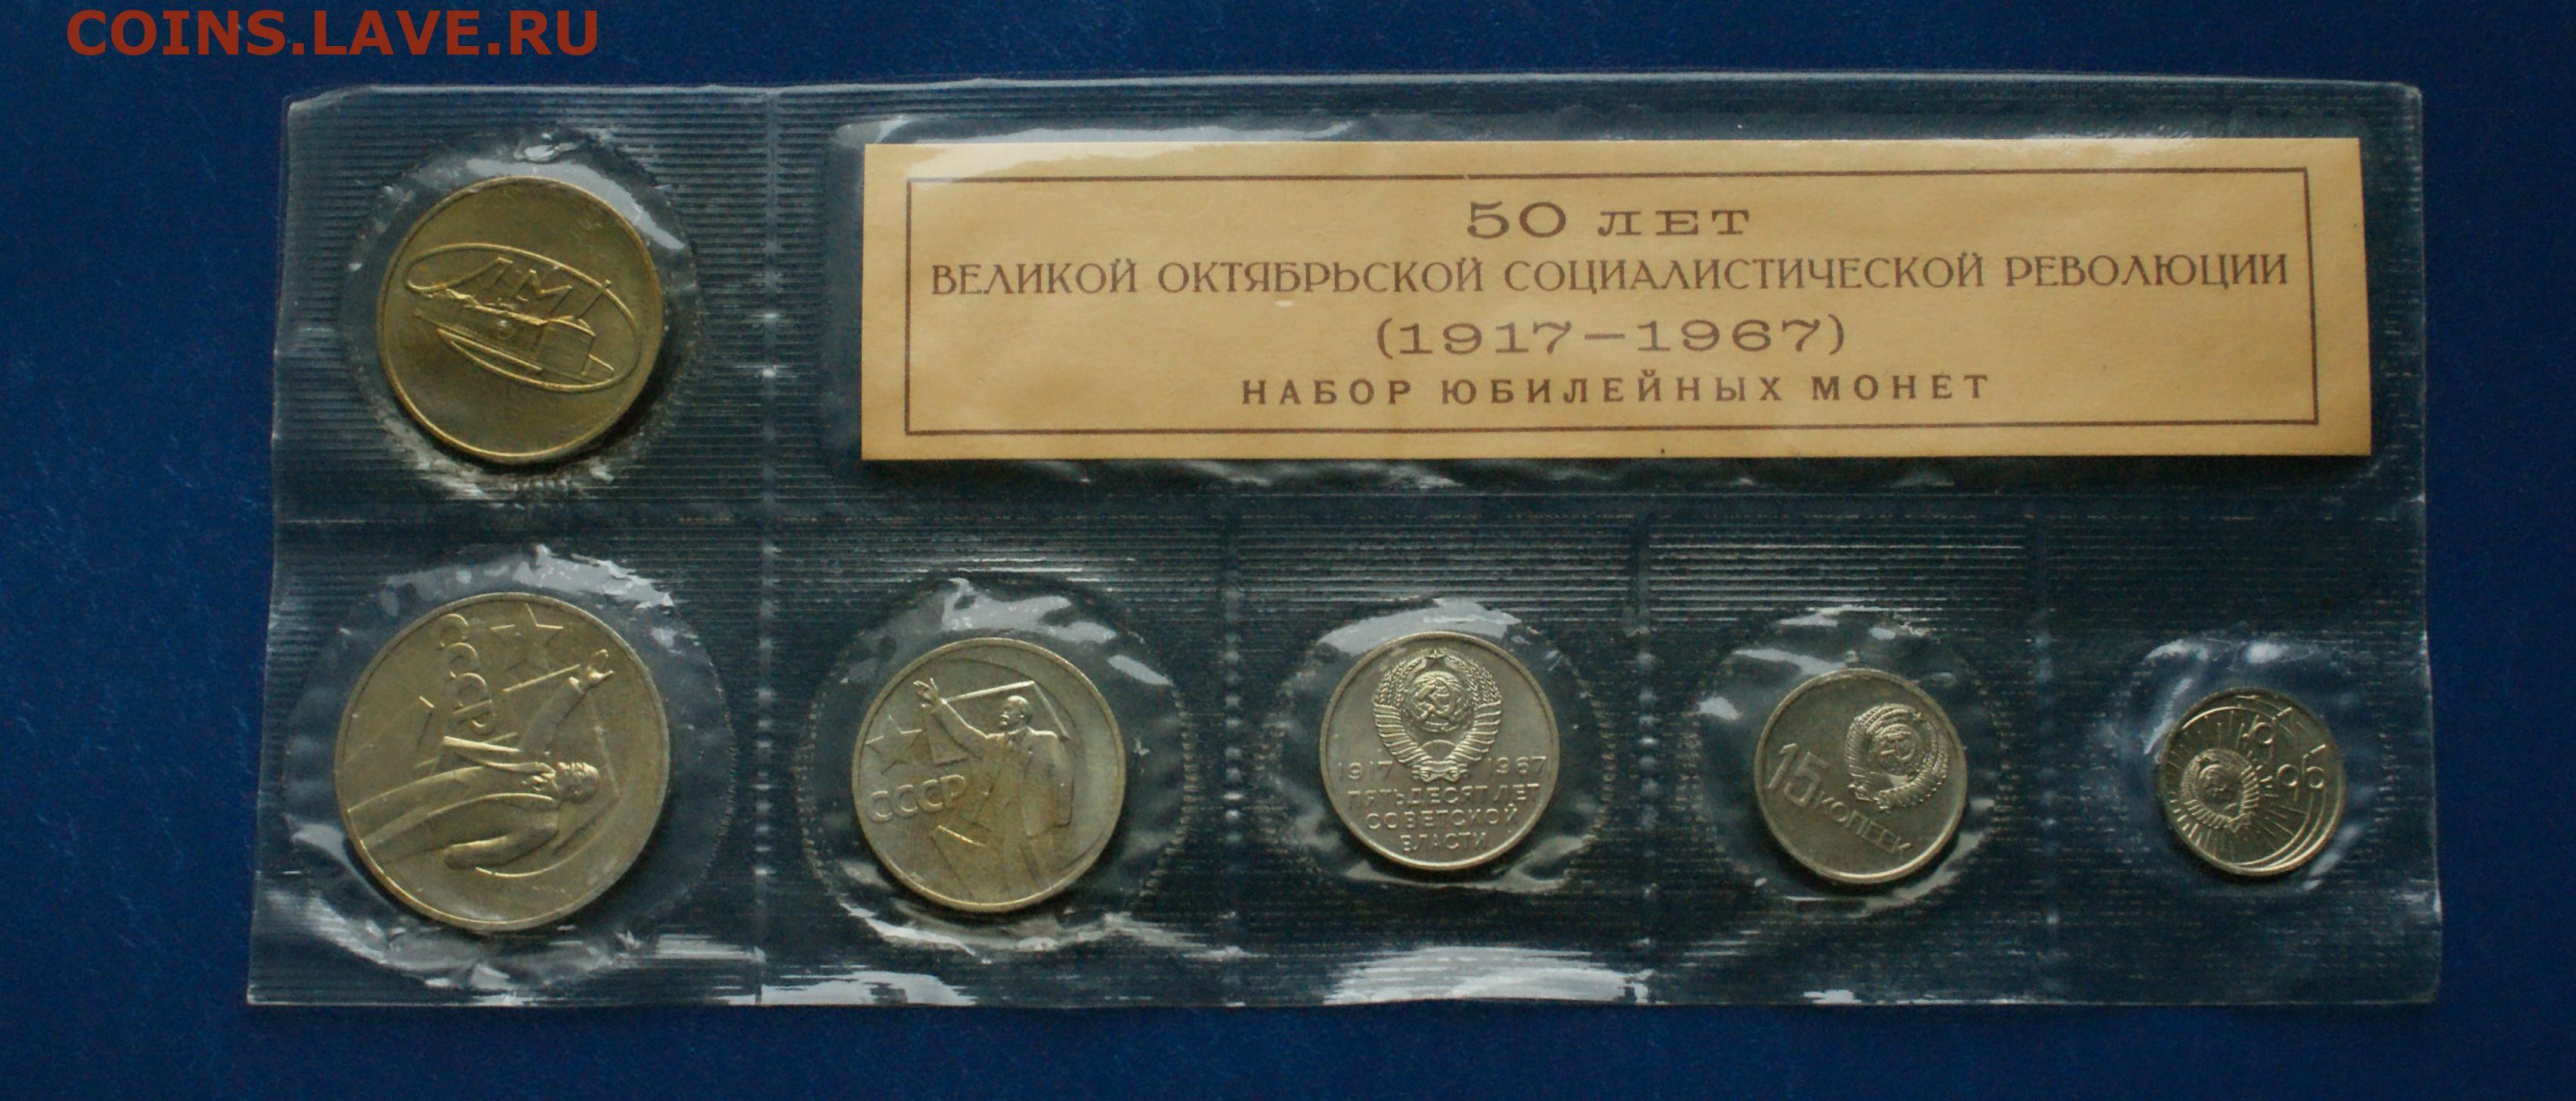 COINS.LAVE.RU
50 ЛЕТ
ВЕЛИКОЙ ОКТЯБРЬСКОЙ СОЦИАЛИСТИЧЕСКОЙ РЕВОЛЮЦИИ
(1917–1967)
НАБОР ЮБИЛЕЙНЫХ МОНЕТ
ЛМД
СССР
СССР
1917 1967
ПЯТЬДЕСЯТ ЛЕТ
СОВЕТСКОЙ
ВЛАСТИ
15 КОПЕЕК